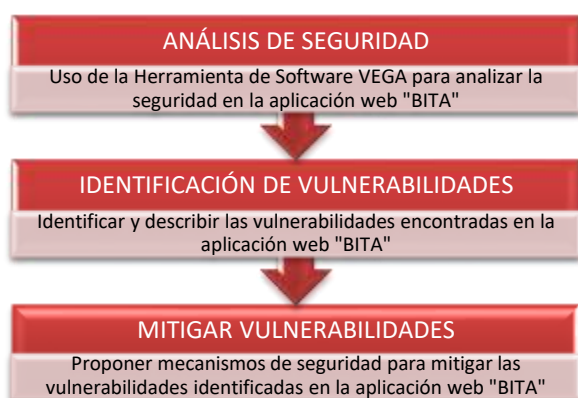 ANÁLISIS DE SEGURIDAD
Uso de la Herramienta de Software VEGA para analizar la
seguridad en la aplicación web "BITA"
IDENTIFICACIÓN DE VULNERABILIDADES
Identificar y describir las vulnerabilidades encontradas en la
aplicación web "BITA"
MITIGAR VULNERABILIDADES
Proponer mecanismos de seguridad para mitigar las
vulnerabilidades identificadas en la aplicación web "BITA"